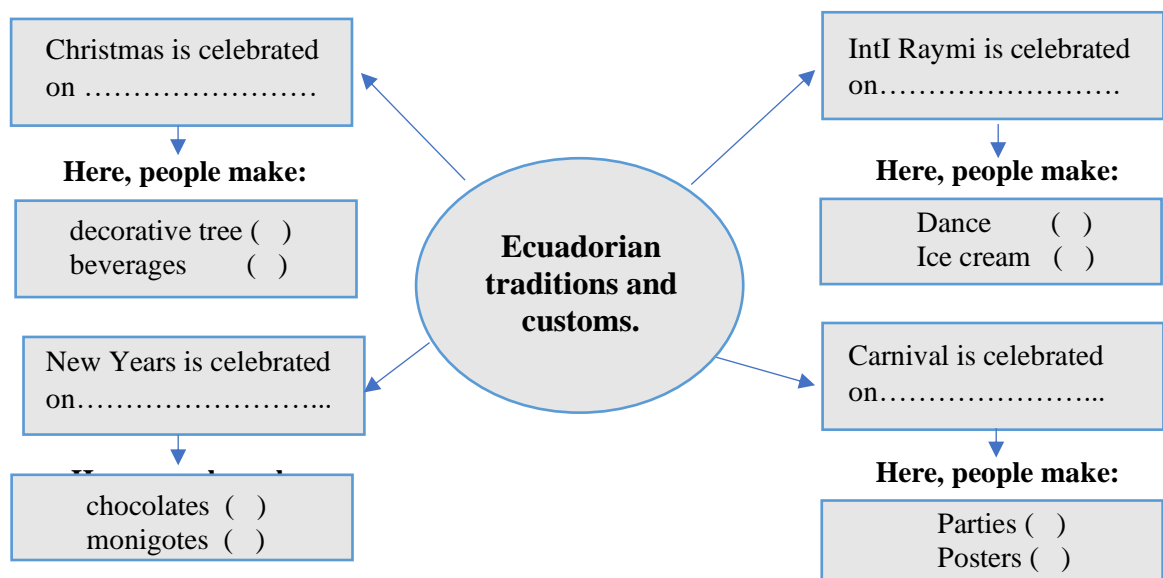 Christmas is celebrated
on ……………………
Here, people make:
decorative tree ( )
beverages ( )
New Years is celebrated
on……………………...
chocolates ( )
monigotes ( )
Ecuadorian
traditions and
customs.
IntI Raymi is celebrated
on…………………….
Here, people make:
Dance ( )
Ice cream ( )
Carnival is celebrated
on…………………...
Here, people make:
Parties ( )
Posters ( )